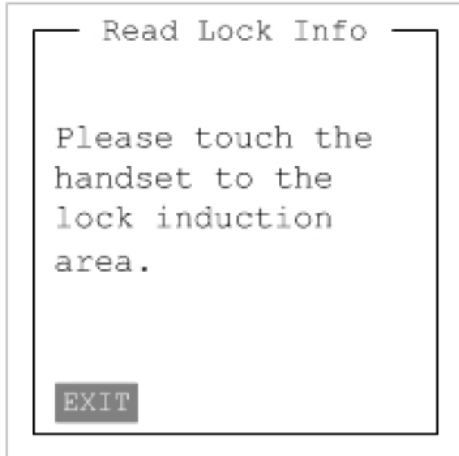 Read Lock Info
Please touch the
handset to the
lock induction
area.
EXIT